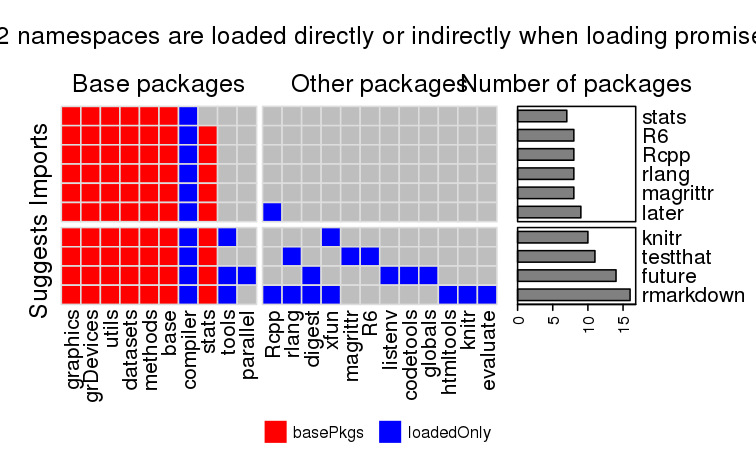 2 namespaces are loaded directly or indirectly when loading promise
Base packages
Other packages
Number of packages
Imports
Suggests
stats
R6
Rcpp
rlang
magrittr
later
knitr
testthat
future
rmarkdown
0
5
10
15
graphics
grDevices
utils
datasets
methods
base
compiler
stats
tools
parallel
Rcpp
rlang
digest
xfun
magrittr
R6
listenv
codetools
globals
htmltools
knitr
evaluate
basePkgs
loadedOnly